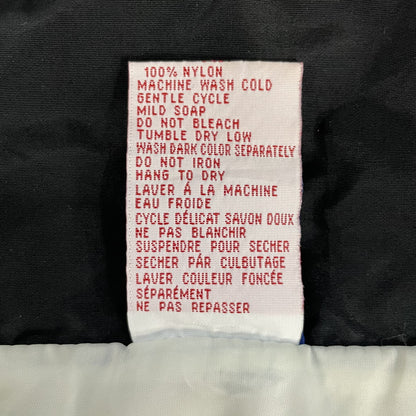 100% NYLON
MACHINE WASH COLD
GENTLE CYCLE
MILD SOAP
DO NOT BLEACH
TUMBLE DRY LOW
WASH DARK COLOR SEPARATELY
DO NOT IRON
HANG TO DRY
LAVER Á LA MACHINE
EAU FROIDE
CYCLE DÉLICAT SAVON DOUX
NE PAS BLANCHIR
SUSPENDRE POUR SECHER
SECHER PÁR CULBUTAGE
LAVER COULEUR FONCÉE
SÉPARÉMENT
NE PAS REPASSER